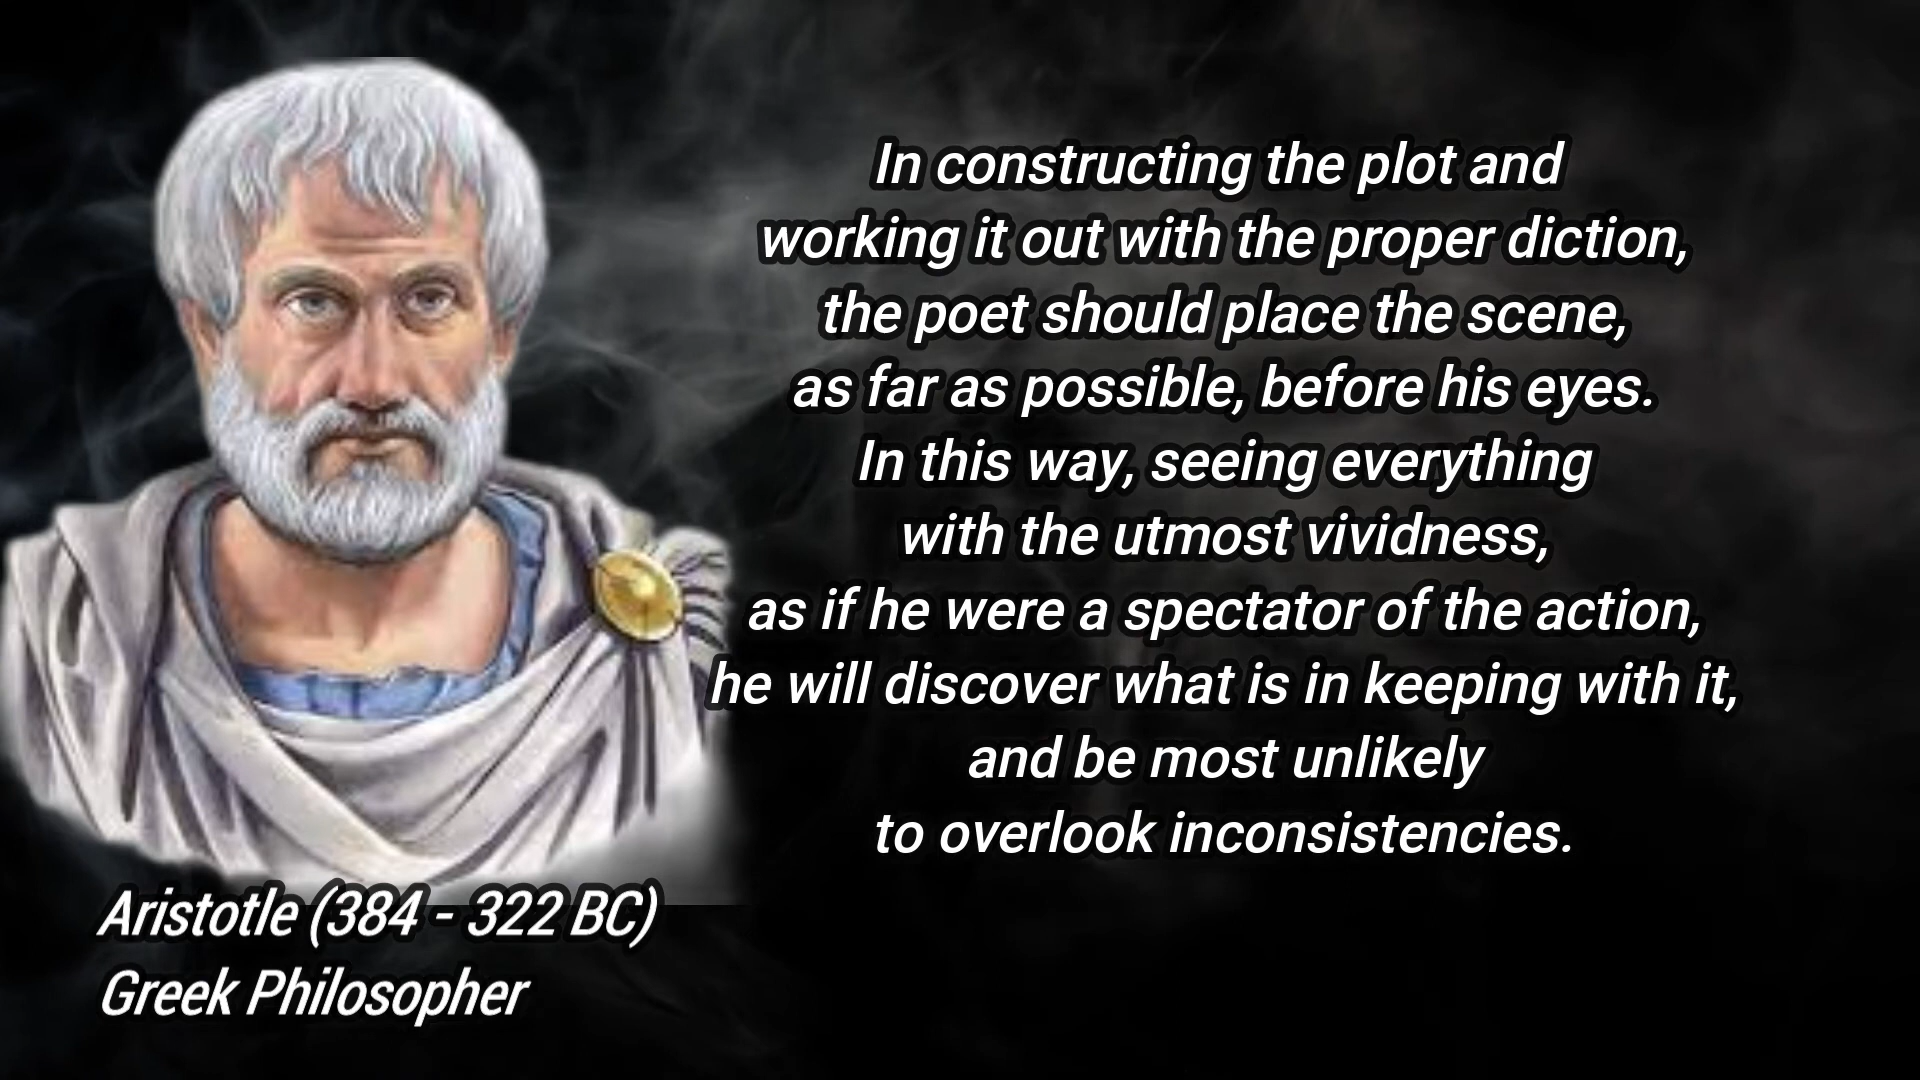 In constructing the plot and
working it out with the proper diction,
the poet should place the scene,
as far as possible, before his eyes.
In this way, seeing everything
with the utmost vividness,
as if he were a spectator of the action,
he will discover what is in keeping with it,
and be most unlikely
to overlook inconsistencies.
Aristotle (384 - 322 BC)
Greek Philosopher